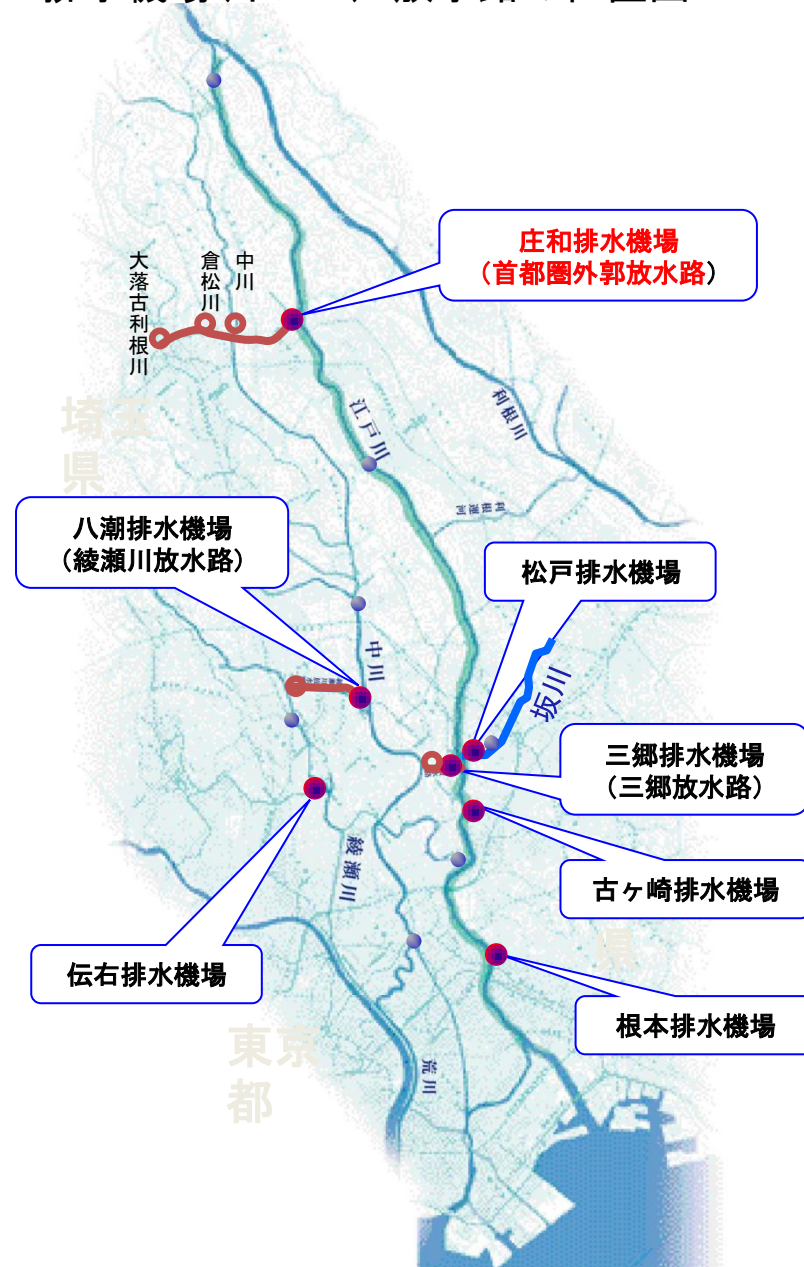 庄和排水機場
（首都圏外郭放水路）
大落古利根川
倉松川
中川
埼玉
県
江戸川
利根川
利根運河
八潮排水機場
（綾瀬川放水路）
松戸排水機場
中川
坂川
三郷排水機場
（三郷放水路）
綾瀬川
古ヶ崎排水機場
県
伝右排水機場
根本排水機場
東京
都
荒川